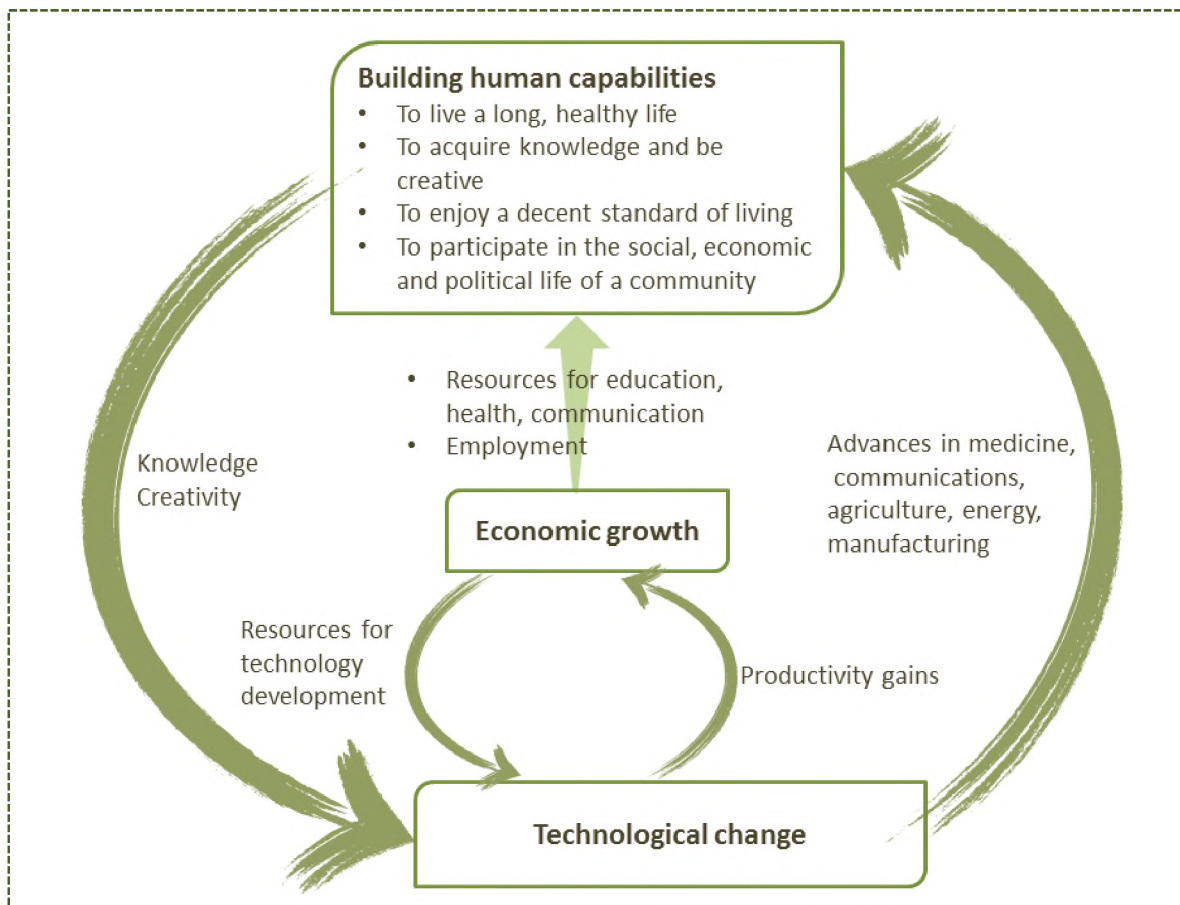 Building human capabilities
• To live a long, healthy life
• To acquire knowledge and be
creative
• To enjoy a decent standard of living
• To participate in the social, economic
and political life of a community
• Resources for education,
health, communication
• Employment
Knowledge
Creativity
Advances in medicine,
communications,
agriculture, energy,
manufacturing
Economic growth
Resources for
technology
development
Productivity gains
Technological change